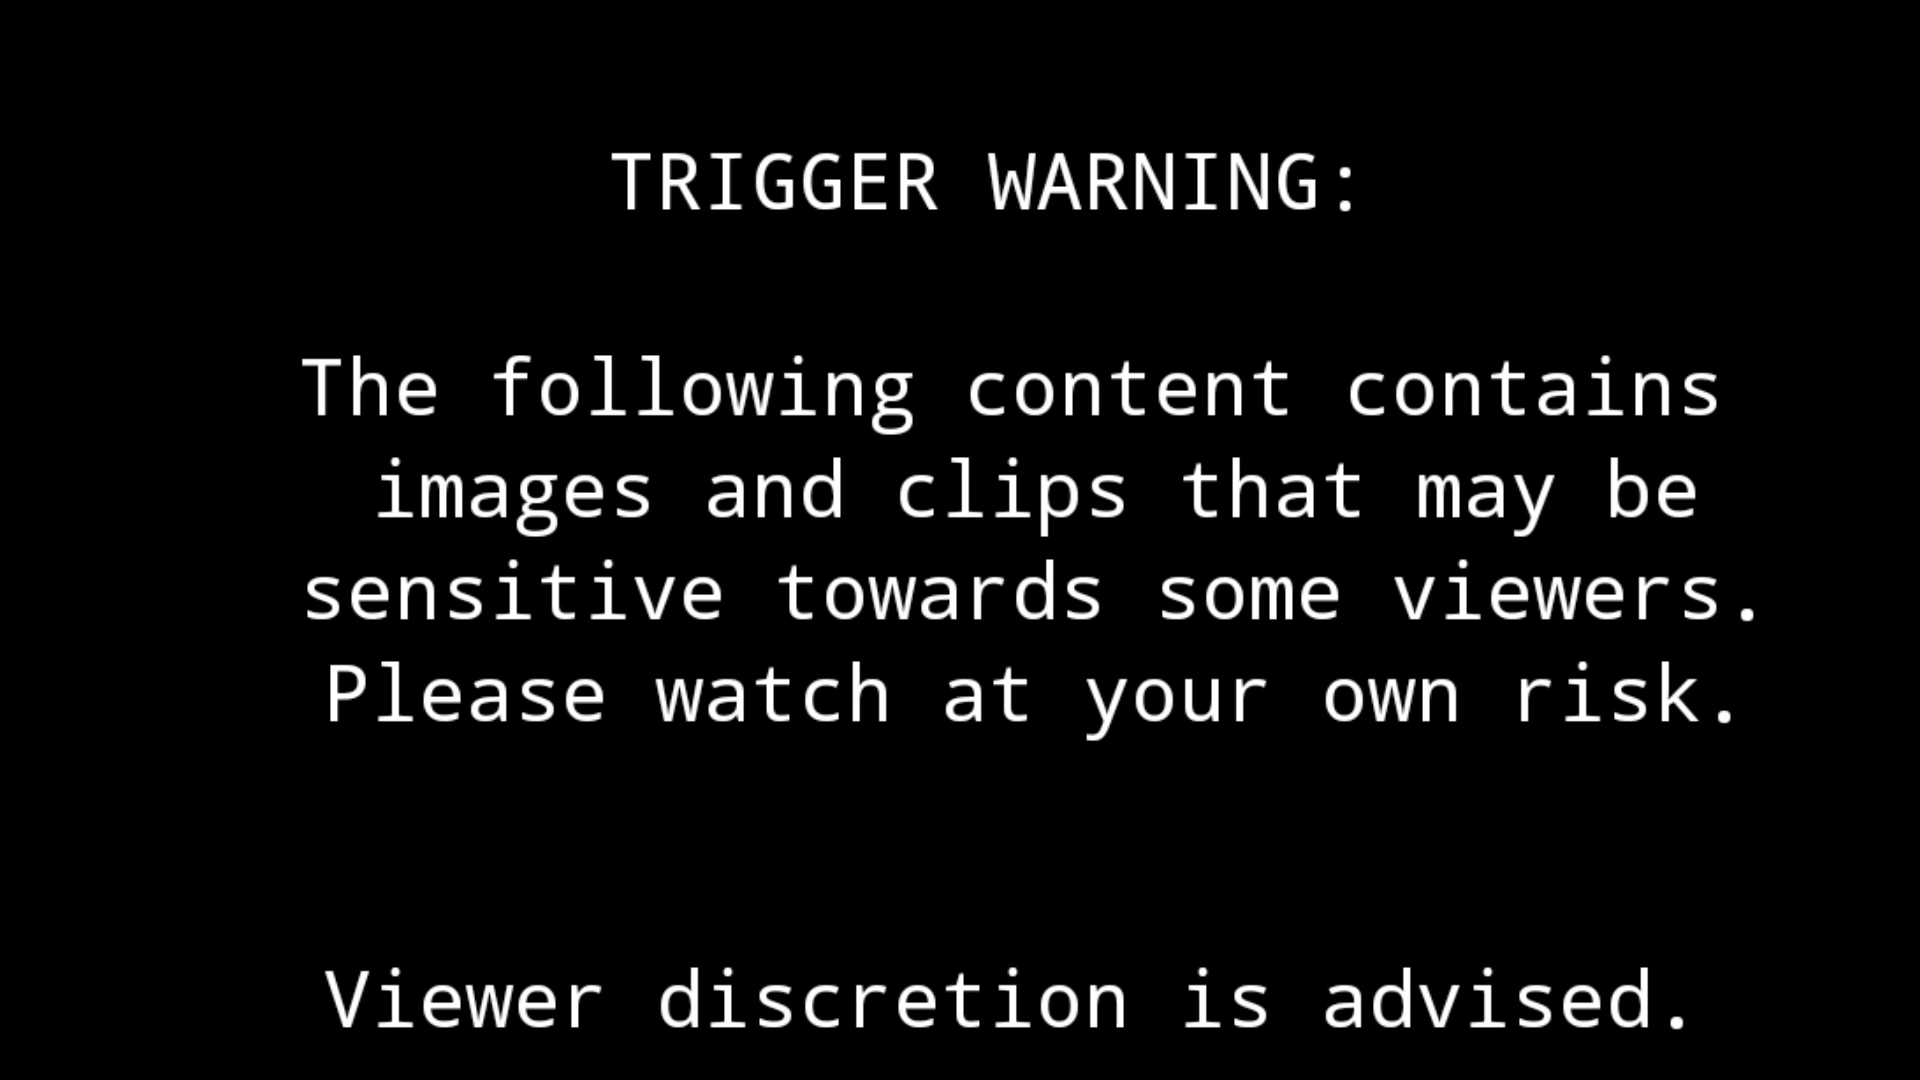 TRIGGER WARNING:
The following content contains
images and clips that may be
sensitive towards some viewers.
Please watch at your own risk.
Viewer discretion is advised.